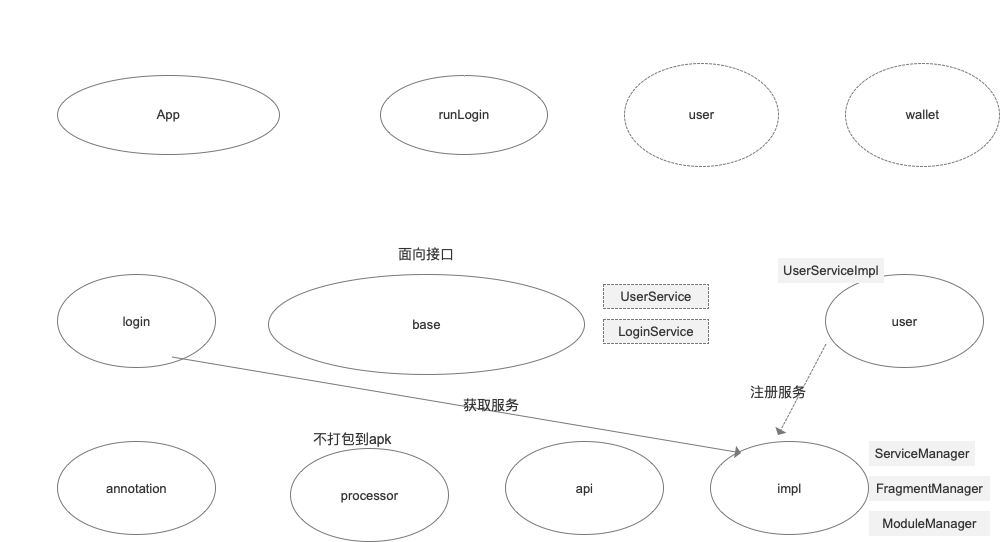 App
runLogin
user
wallet
面向接口
UserServiceImpl
login
base
UserService
LoginService
user
获取服务
注册服务
不打包到apk
annotation
processor
api
impl
ServiceManager
FragmentManager
ModuleManager